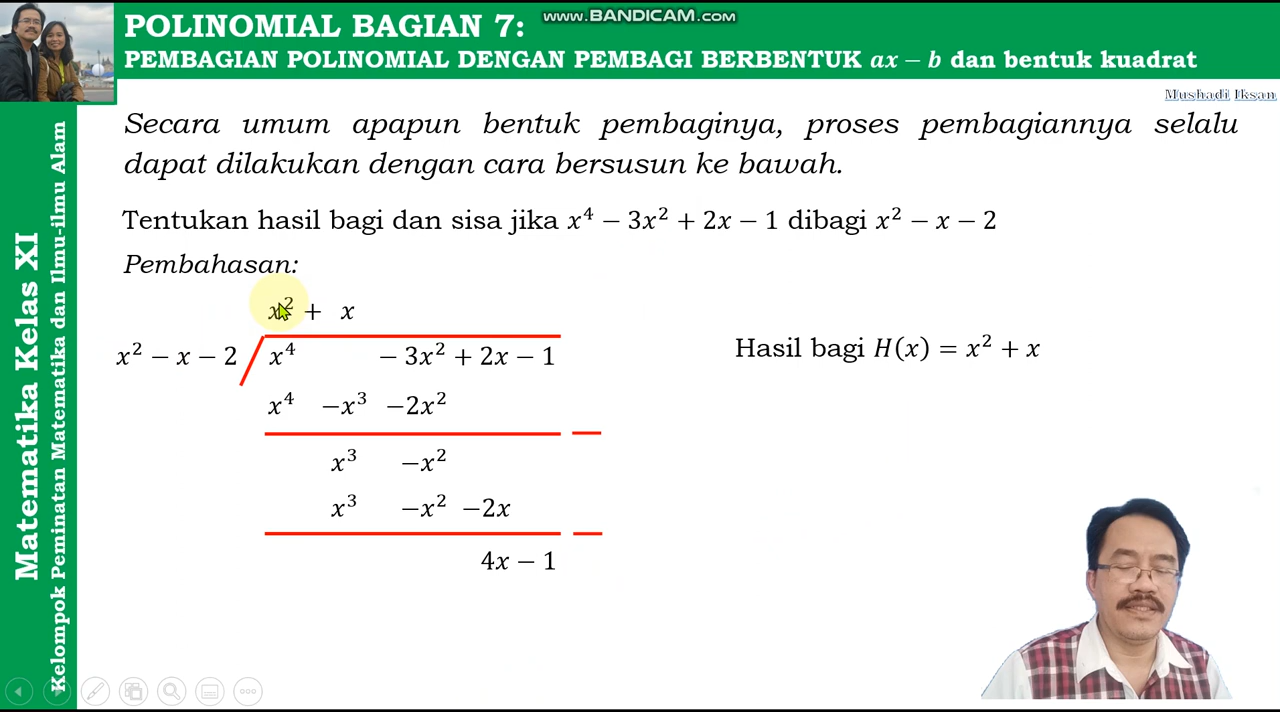 www.BANDICAM.com
POLINOMIAL BAGIAN 7:
PEMBAGIAN POLINOMIAL DENGAN PEMBAGI BERBENTUK ax − b dan bentuk kuadrat
Mushadi Iksan
Matematika Kelas XI
Kelompok Peminatan Matematika dan Ilmu-ilmu Alam
Secara umum apapun bentuk pembaginya, proses pembagiannya selalu
dapat dilakukan dengan cara bersusun ke bawah.
Tentukan hasil bagi dan sisa jika x⁴ − 3x² + 2x − 1 dibagi x² − x − 2
Pembahasan:
x² + x
x² − x − 2 x⁴ − 3x² + 2x − 1
Hasil bagi H(x) = x² + x
x⁴ −x³ −2x²
x³ −x²
x³ −x² −2x
4x − 1